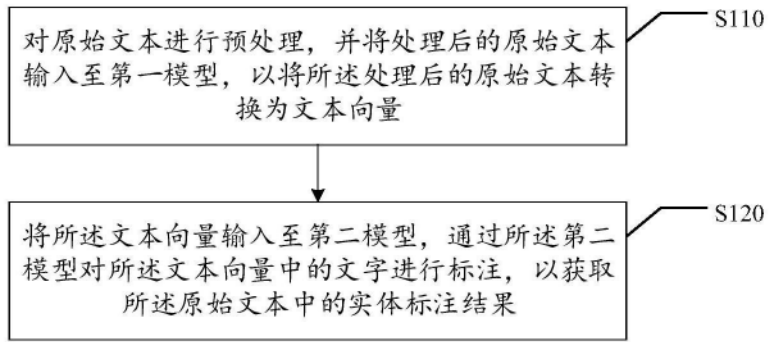 对原始文本进行预处理，并将处理后的原始文本
输入至第一模型，以将所述处理后的原始文本转
换为文本向量
S110
将所述文本向量输入至第二模型，通过所述第二
模型对所述文本向量中的文字进行标注，以获取
所述原始文本中的实体标注结果
S120